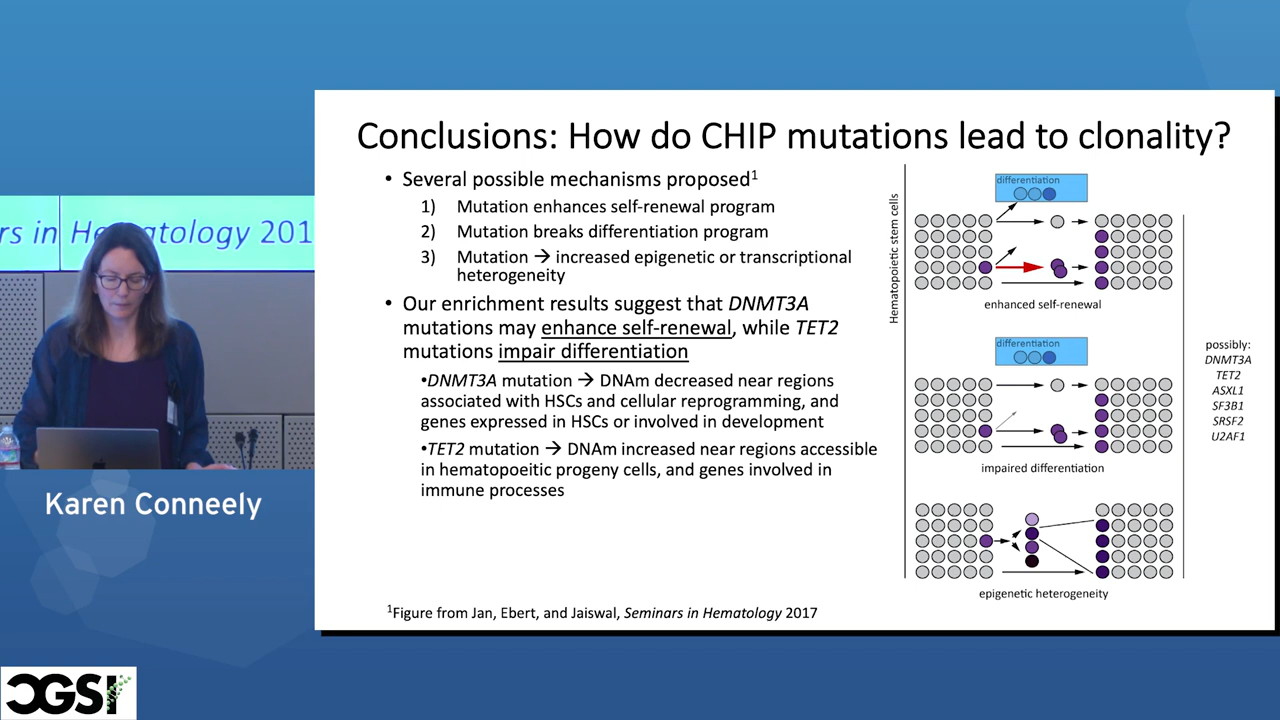 Conclusions: How do CHIP mutations lead to clonality?
• Several possible mechanisms proposed1
1) Mutation enhances self-renewal program
2) Mutation breaks differentiation program
3) Mutation → increased epigenetic or transcriptional
heterogeneity
• Our enrichment results suggest that DNMT3A
mutations may enhance self-renewal, while TET2
mutations impair differentiation
•DNMT3A mutation → DNAm decreased near regions
associated with HSCs and cellular reprogramming, and
genes expressed in HSCs or involved in development
•TET2 mutation → DNAm increased near regions accessible
in hematopoeitic progeny cells, and genes involved in
immune processes
1Figure from Jan, Ebert, and Jaiswal, Seminars in Hematology 2017
Hematopoietic stem cells
differentiation
enhanced self-renewal
differentiation
impaired differentiation
epigenetic heterogeneity
possibly:
DNMT3A
TET2
ASXL1
SF3B1
SRSF2
U2AF1
rs in Hematology 201
Karen Conneely
CGSI